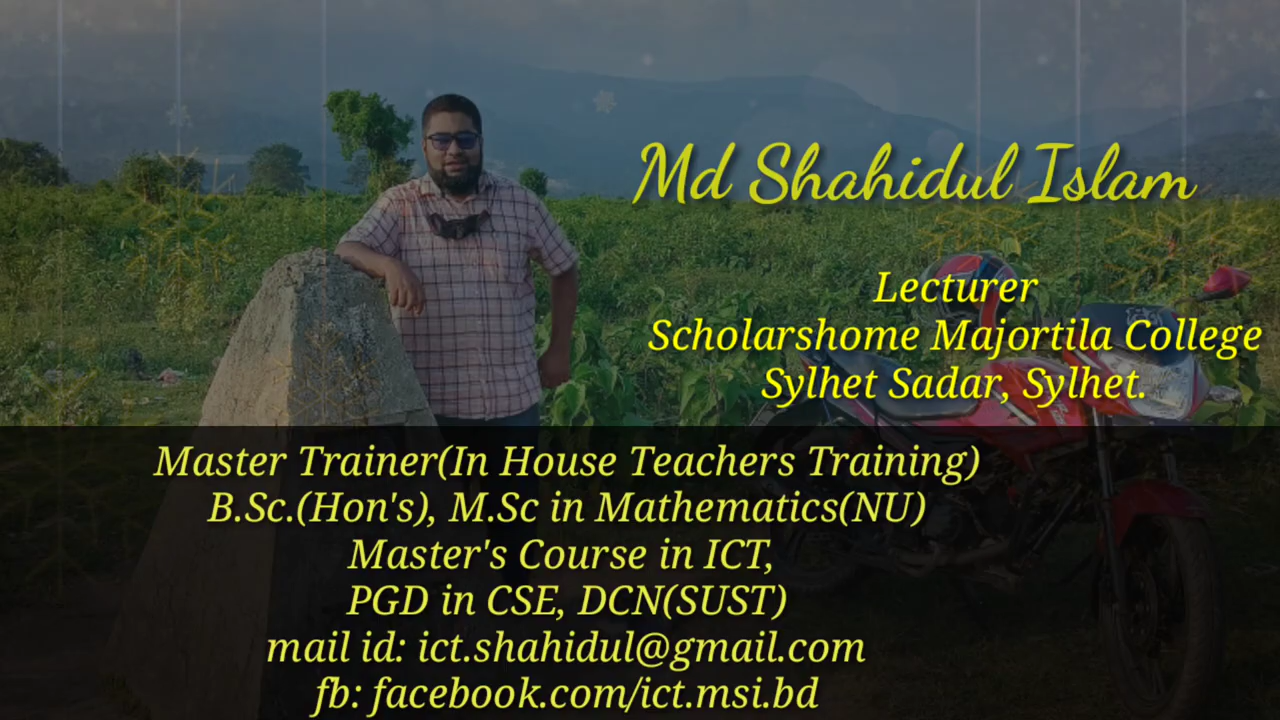 Md Shahidul Islam
Lecturer
Scholarshome Majortila College
Sylhet Sadar, Sylhet.
Master Trainer(In House Teachers Training)
B.Sc.(Hon's), M.Sc in Mathematics(NU)
Master's Course in ICT,
PGD in CSE, DCN(SUST)
mail id: ict.shahidul@gmail.com
fb: facebook.com/ict.msi.bd